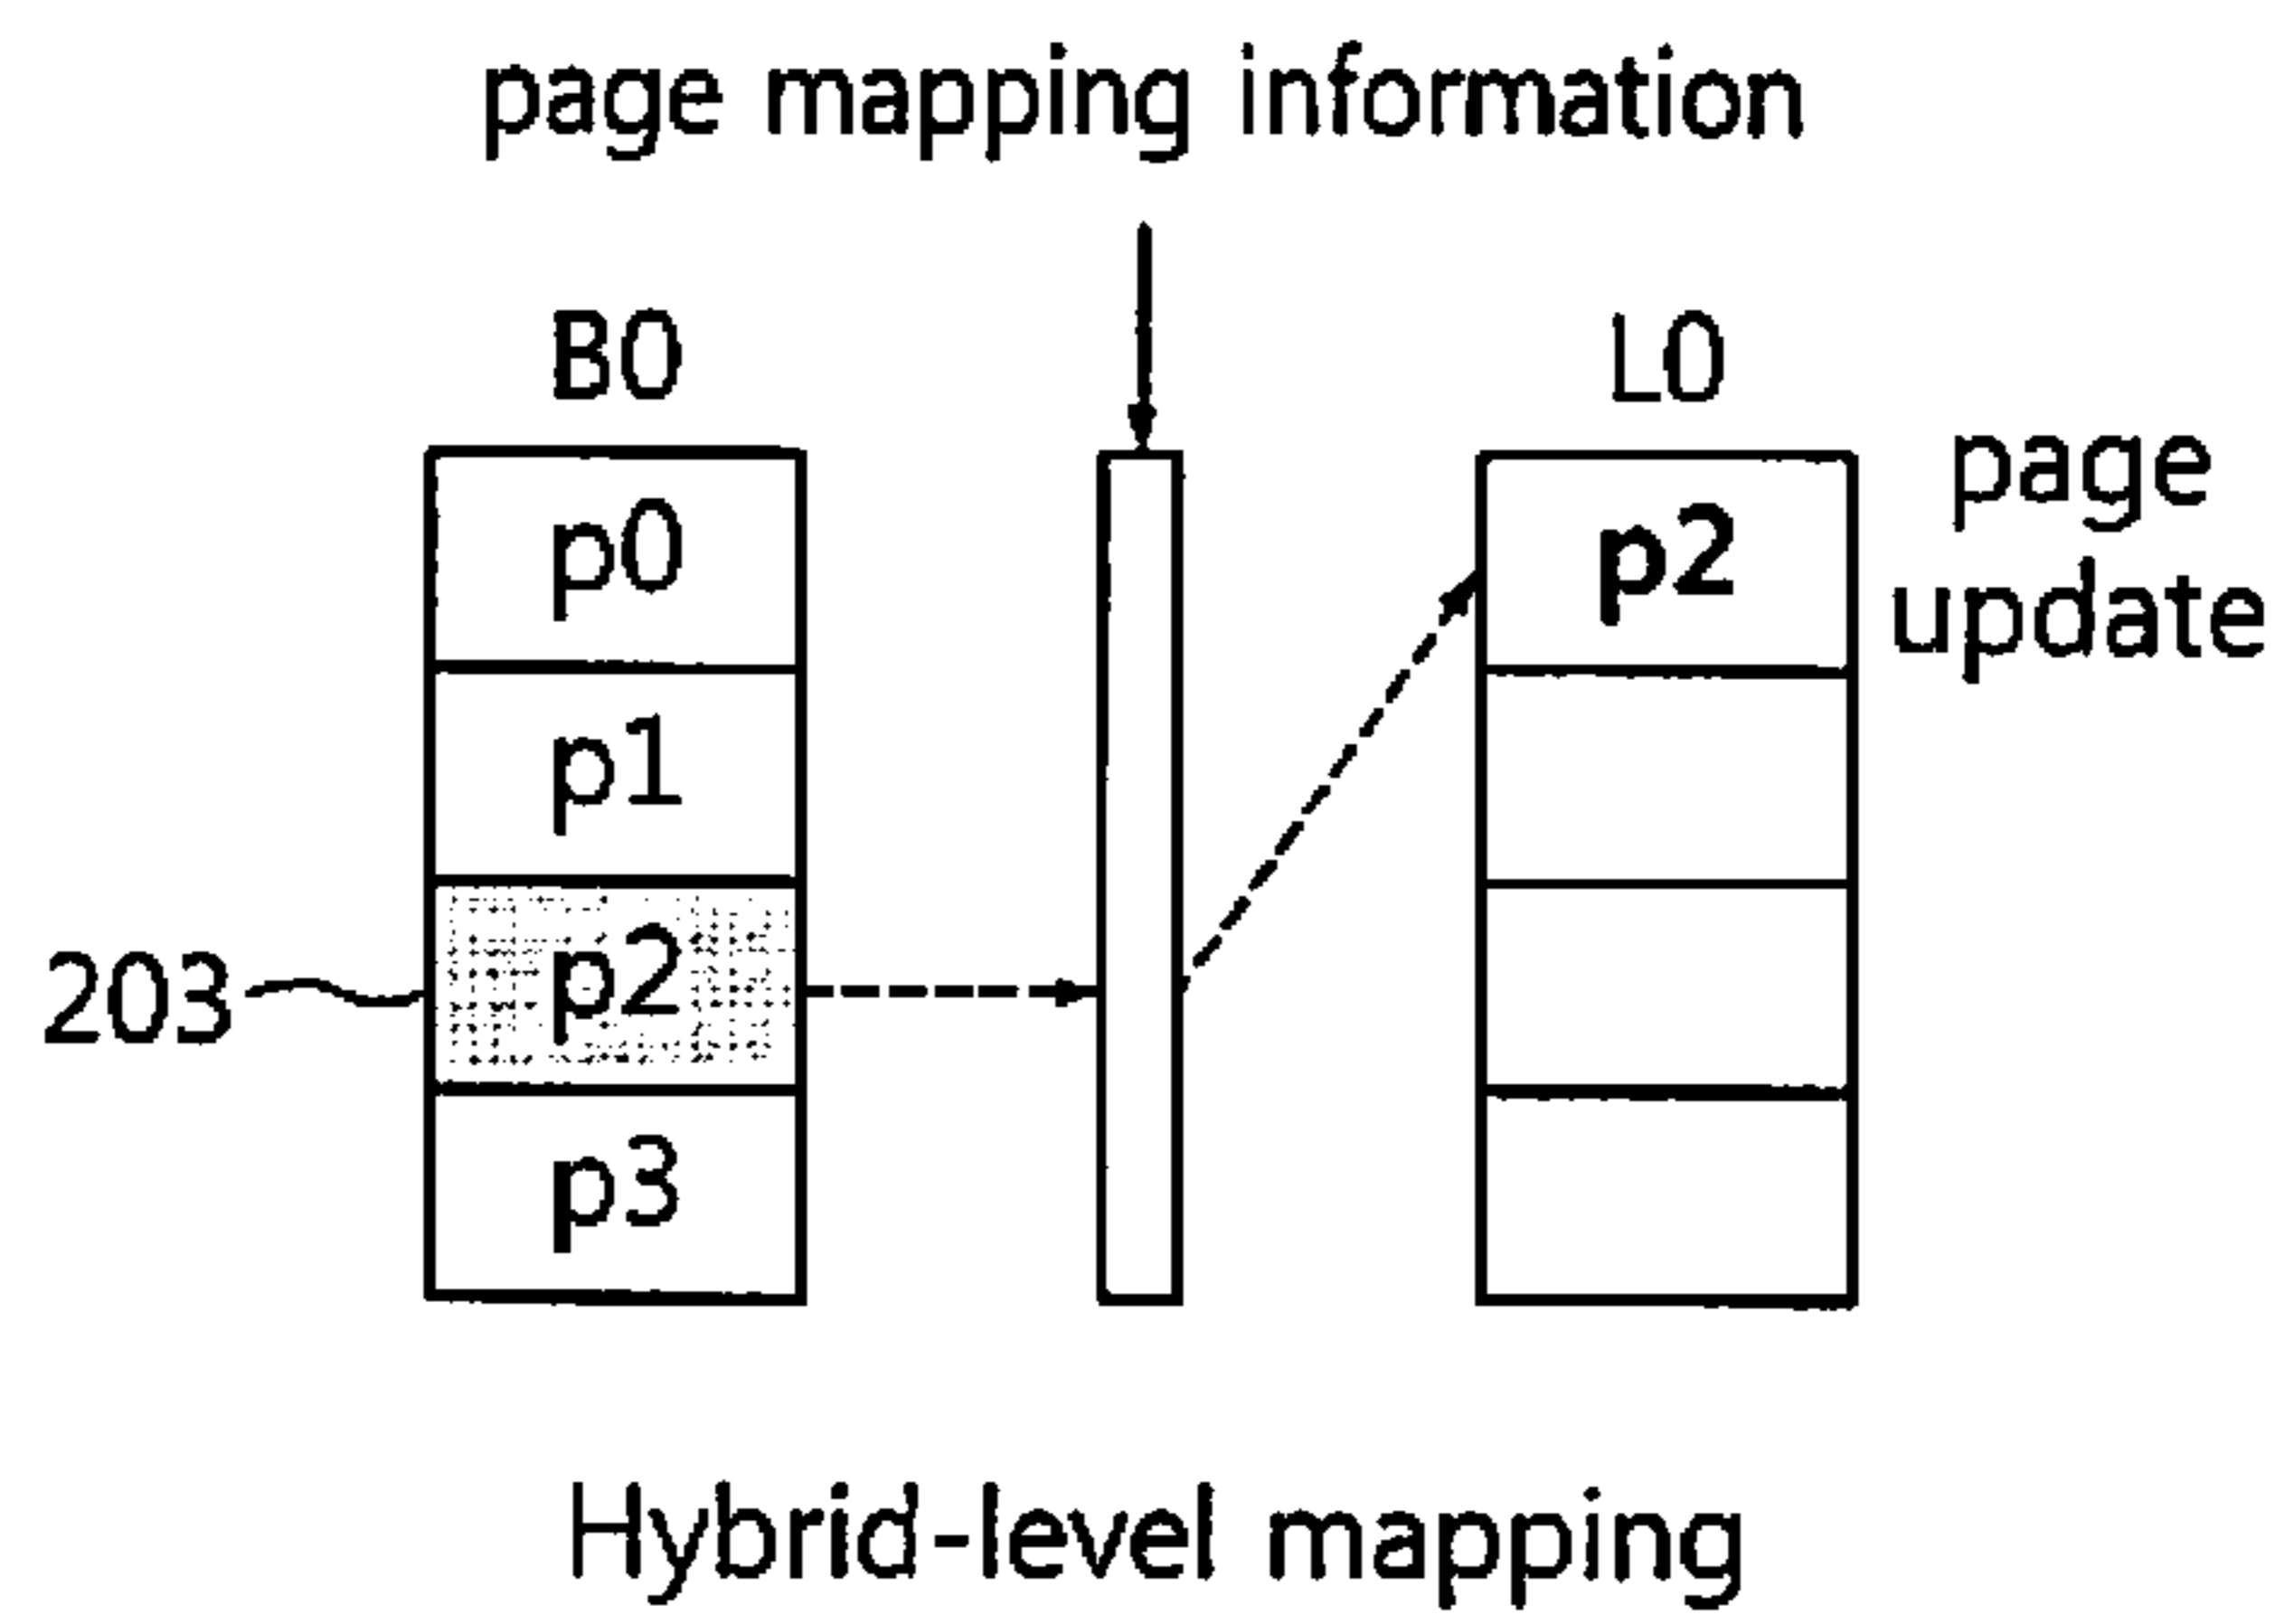 page mapping information
B0
L0
p0
p1
203
p2
p3
p2
page
update
Hybrid-level mapping